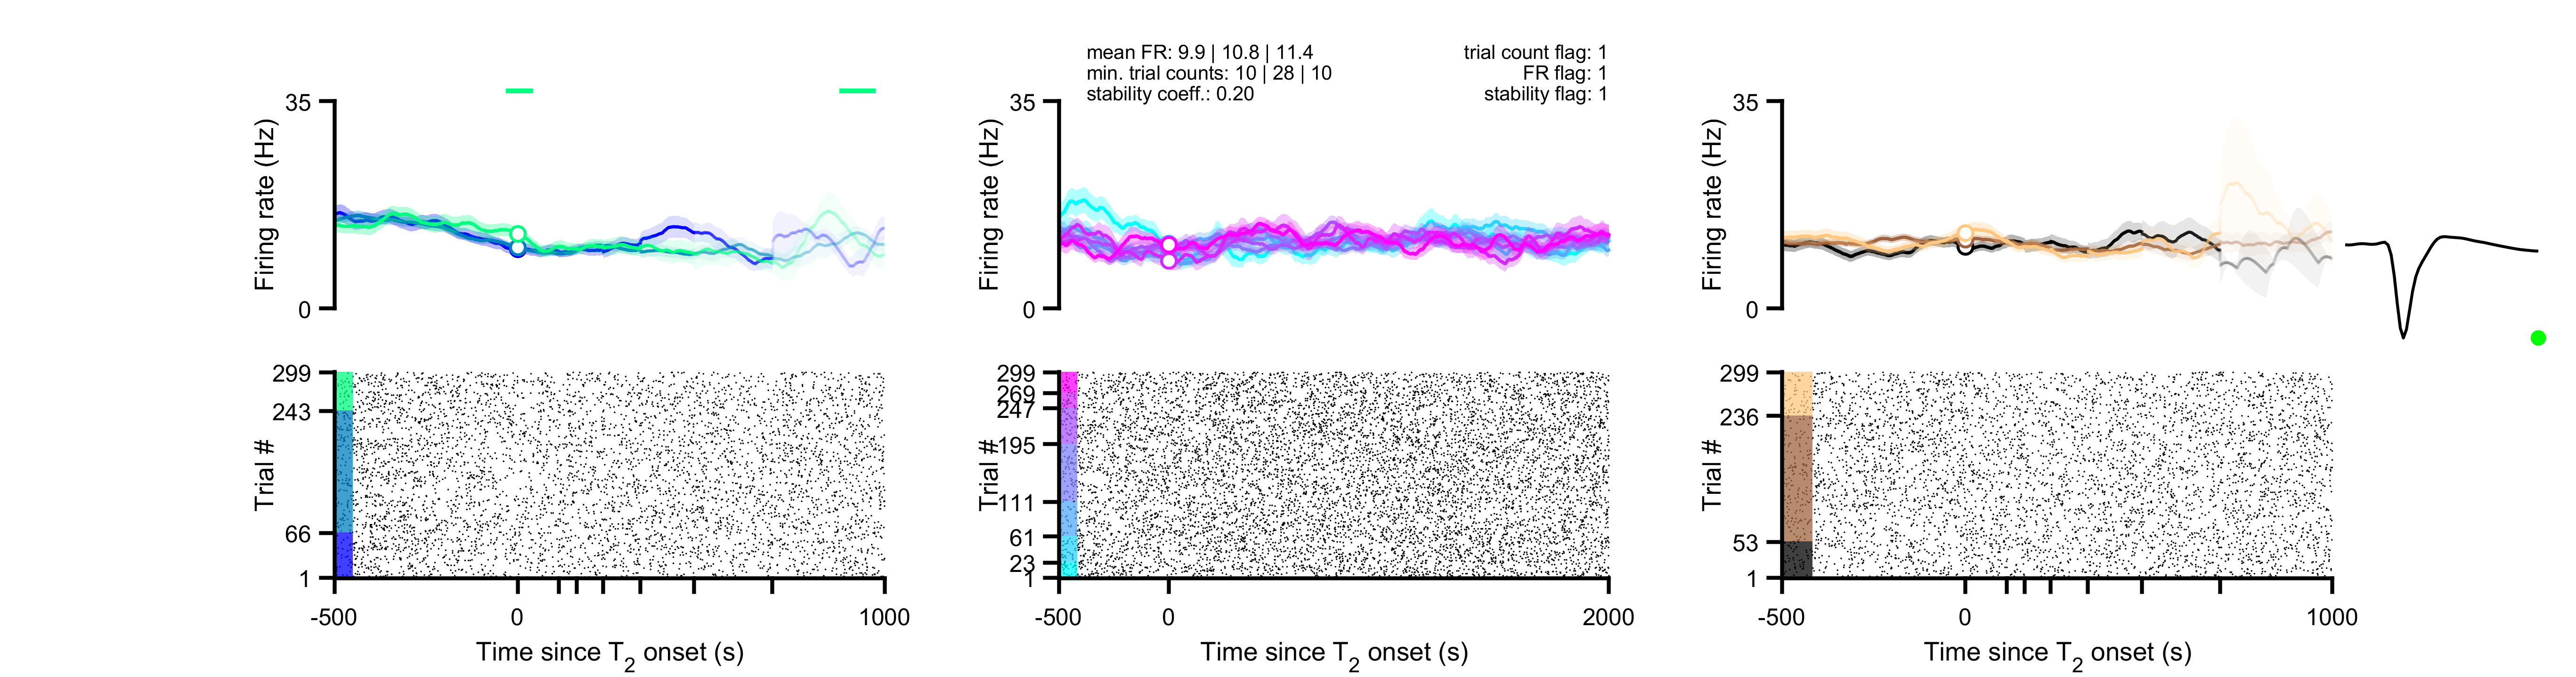 mean FR: 9.9 | 10.8 | 11.4
min. trial counts: 10 | 28 | 10
stability coeff.: 0.20
trial count flag: 1
FR flag: 1
stability flag: 1
35
Firing rate (Hz)
0
35
Firing rate (Hz)
0
35
Firing rate (Hz)
0
299
243
Trial #
66
1
-500
0
1000
Time since T2 onset (s)
299
269
247
195
Trial #
111
61
23
1
-500
0
2000
Time since T2 onset (s)
299
236
Trial #
53
1
-500
0
1000
Time since T2 onset (s)